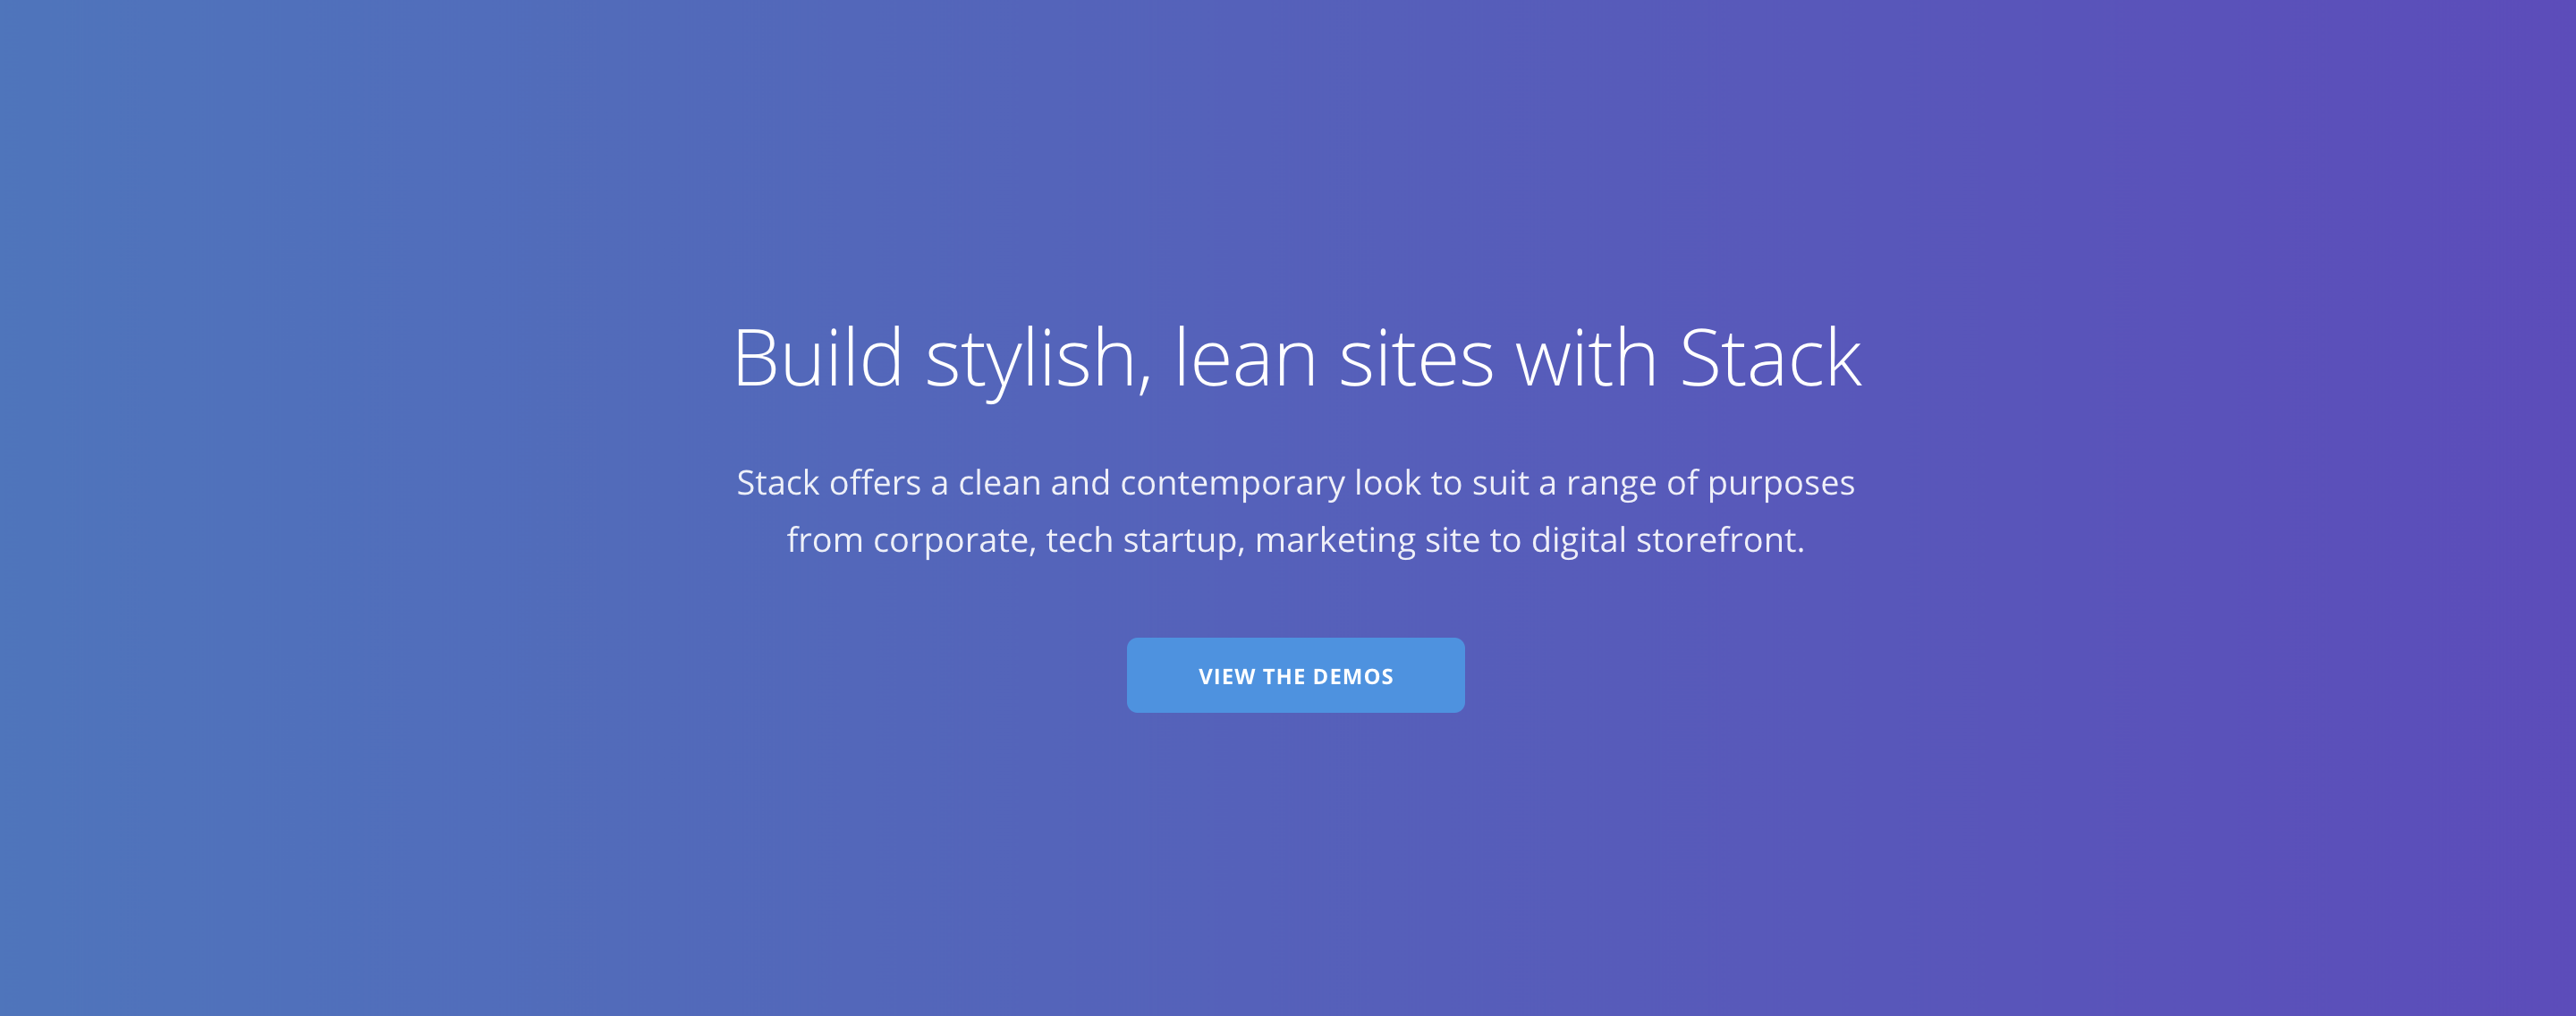 Build stylish, lean sites with Stack
Stack offers a clean and contemporary look to suit a range of purposes
from corporate, tech startup, marketing site to digital storefront.
VIEW THE DEMOS